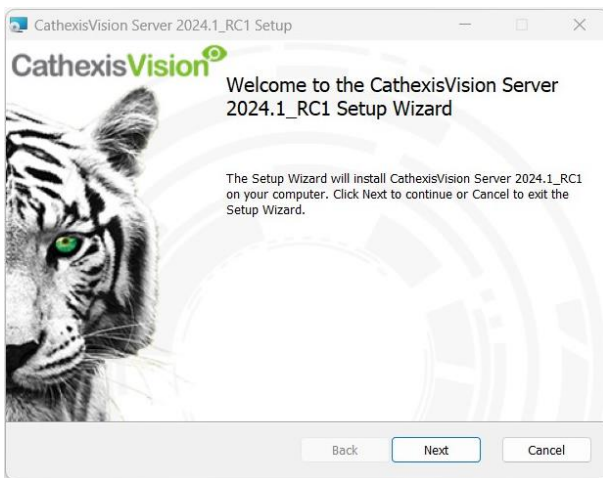 CathexisVision Server 2024.1_RC1 Setup
CathexisVision
Welcome to the CathexisVision Server
2024.1_RC1 Setup Wizard
The Setup Wizard will install CathexisVision Server 2024.1_RC1
on your computer. Click Next to continue or Cancel to exit the
Setup Wizard.
Back
Next
Cancel